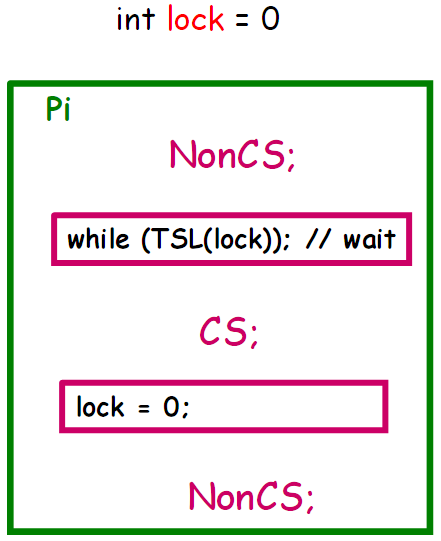 int lock = 0
Pi
NonCS;
while (TSL(lock)); // wait
CS;
lock = 0;
NonCS;